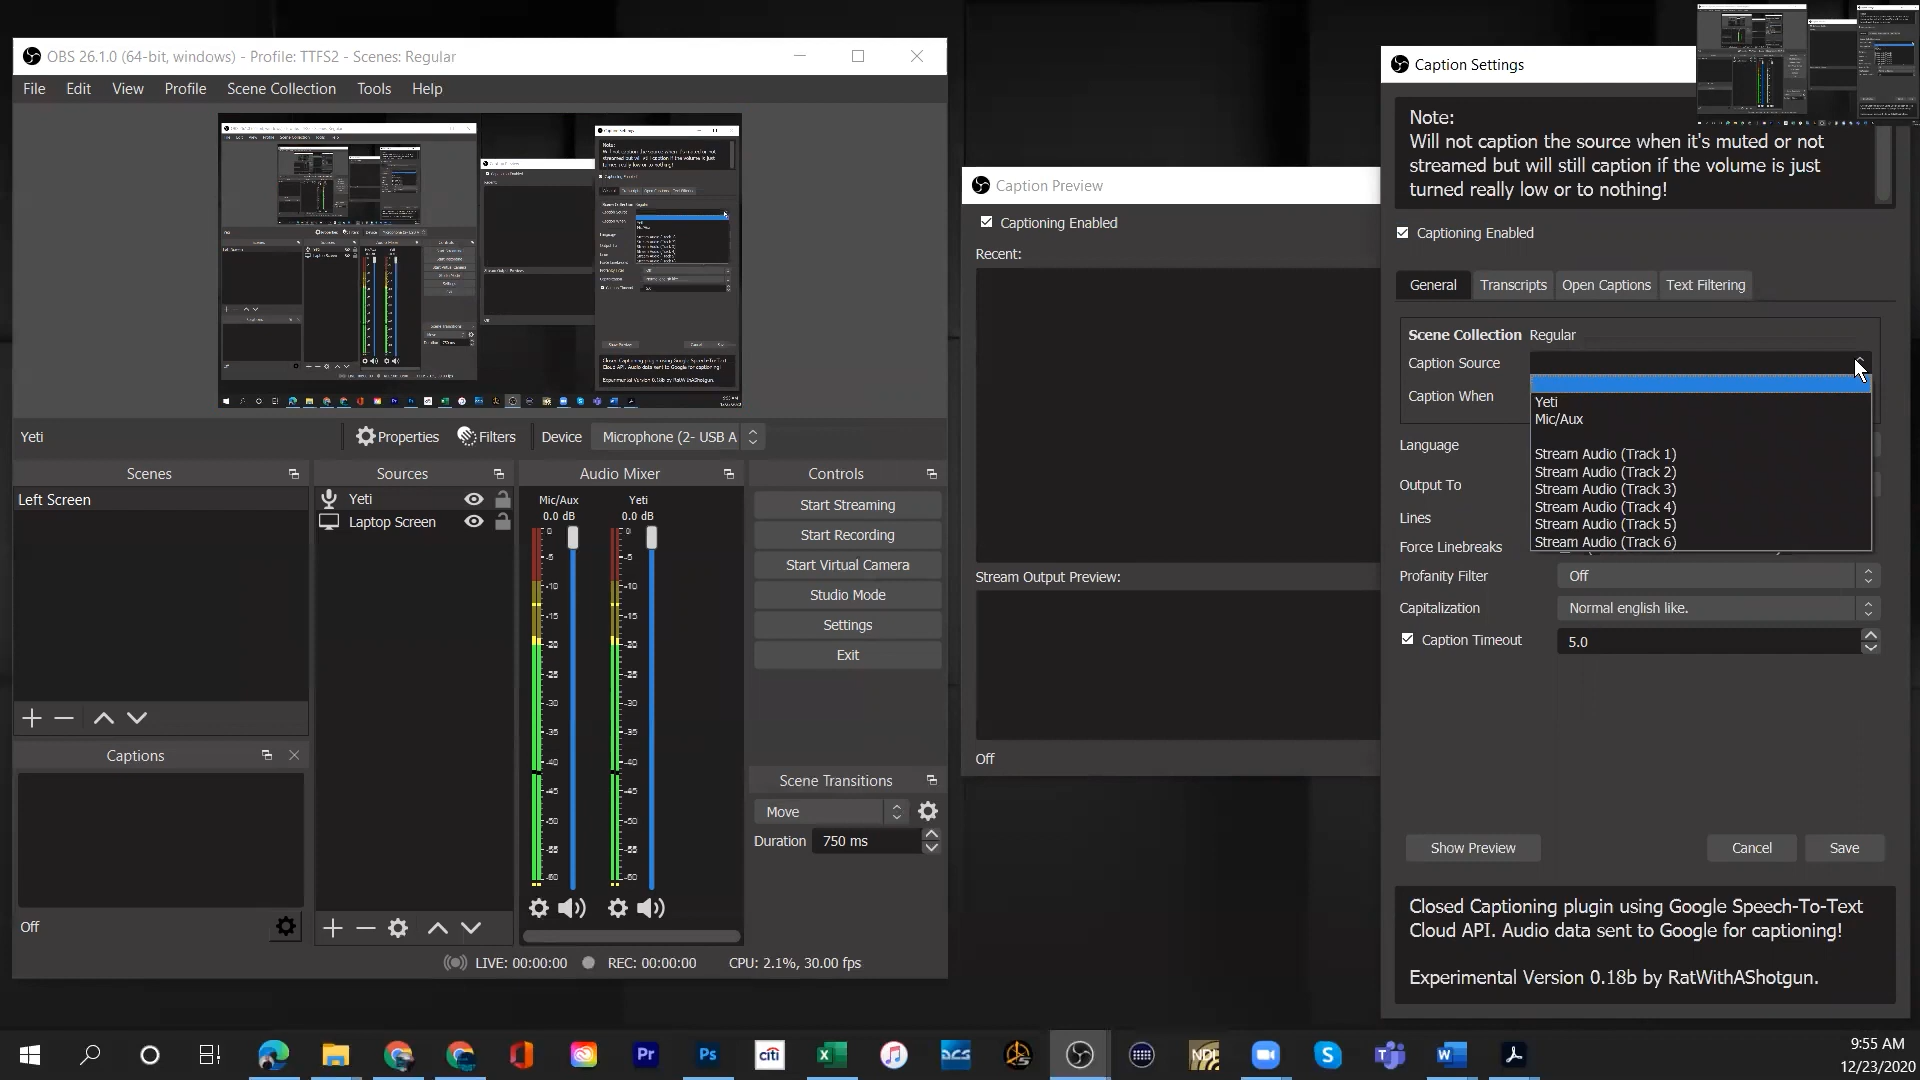 OBS 26.1.0 (64-bit, windows) - Profile: TTFS2 - Scenes: Regular
File Edit View Profile Scene Collection Tools Help
Yeti
Properties Filters Device Microphone (2- USB A
Scenes
Left Screen
Sources
Yeti
Laptop Screen
Audio Mixer
Mic/Aux Yeti
0.0 dB 0.0 dB
Controls
Start Streaming
Start Recording
Start Virtual Camera
Studio Mode
Settings
Exit
Captions
Off
Scene Transitions
Move
Duration 750 ms
LIVE: 00:00:00 REC: 00:00:00 CPU: 2.1%, 30.00 fps
Caption Preview
Captioning Enabled
Recent:
Stream Output Preview:
Off
Caption Settings
Note:
Will not caption the source when it's muted or not
streamed but will still caption if the volume is just
turned really low or to nothing!
Captioning Enabled
General Transcripts Open Captions Text Filtering
Scene Collection Regular
Caption Source
Caption When
Yeti
Mic/Aux
Stream Audio (Track 1)
Stream Audio (Track 2)
Stream Audio (Track 3)
Stream Audio (Track 4)
Stream Audio (Track 5)
Stream Audio (Track 6)
Language
Output To
Lines
Force Linebreaks
Profanity Filter Off
Capitalization Normal english like.
Caption Timeout 5.0
Show Preview Cancel Save
Closed Captioning plugin using Google Speech-To-Text
Cloud API. Audio data sent to Google for captioning!
Experimental Version 0.18b by RatWithAShotgun.
Pr Ps citi NDI
9:55 AM
12/23/2020